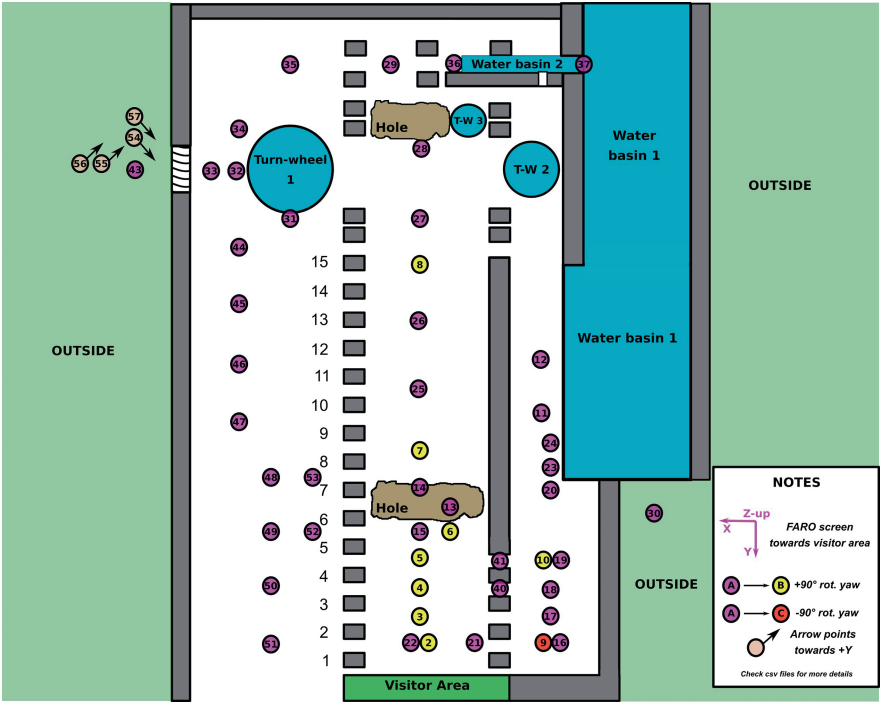 35
29
36
Water basin 2
37
57
34
Hole
T-W 3
Water
basin 1
54
28
56
55
43
33
32
Turn-wheel
1
T-W 2
OUTSIDE
31
27
44
15
8
14
45
13
26
Water basin 1
OUTSIDE
12
12
46
11
25
10
11
47
9
24
7
8
23
48
53
7
14
20
NOTES
Hole
13
30
Z-up
X
Y
FARO screen
towards visitor area
6
49
52
15
6
5
5
41
10
19
4
50
4
40
18
OUTSIDE
A
B
+90° rot. yaw
3
3
17
A
C
-90° rot. yaw
2
51
22
2
21
9
16
Arrow points
towards +Y
1
Check csv files for more details
Visitor Area